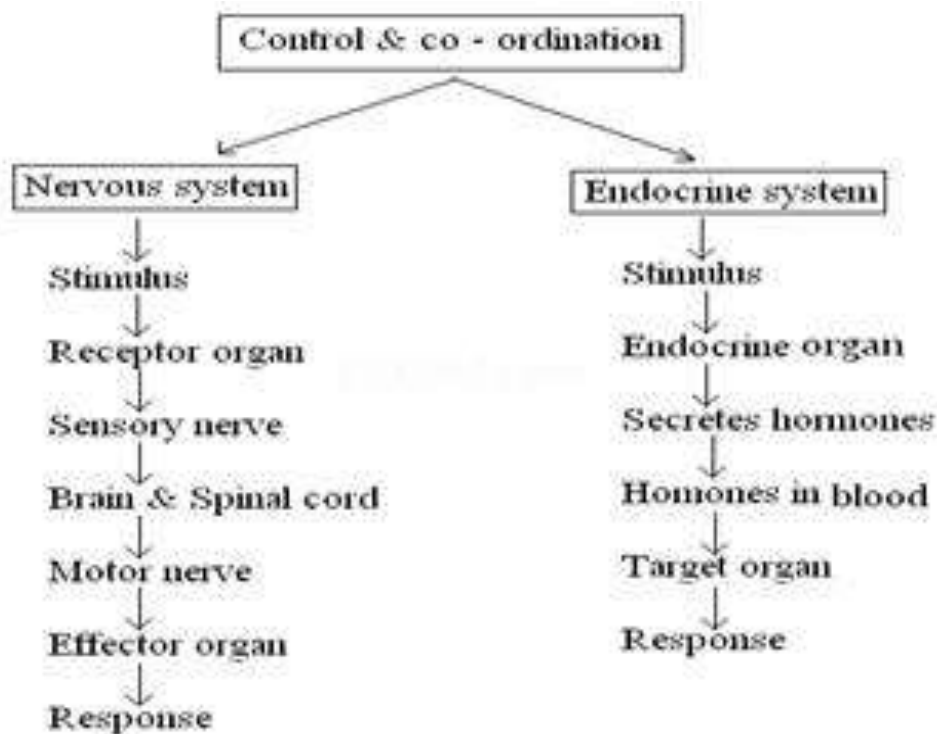 Control & co - ordination
Nervous system
Stimulus
Receptor organ
Sensory nerve
Brain & Spinal cord
Motor nerve
Effector organ
Response
Endocrine system
Stimulus
Endocrine organ
Secretes hormones
Homones in blood
Target organ
Response